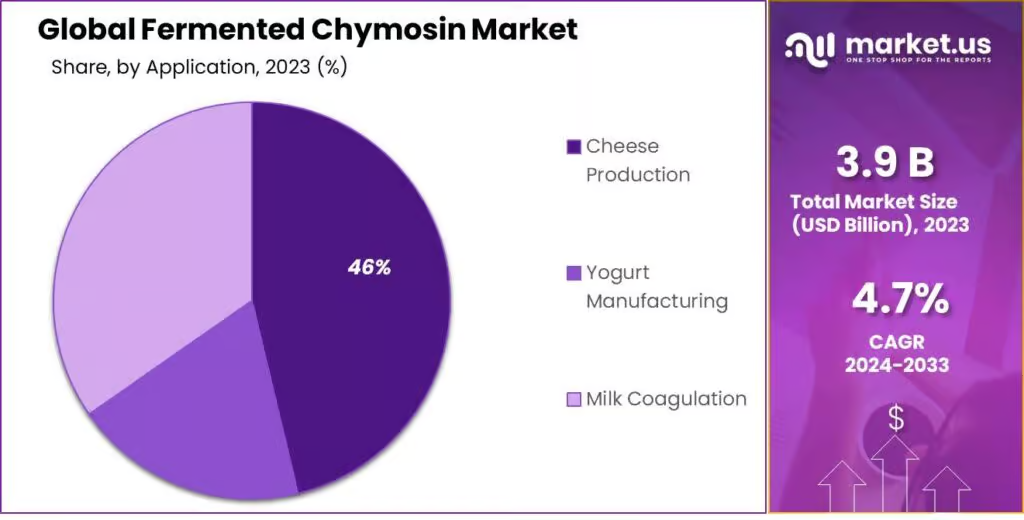 Global Fermented Chymosin Market
Share, by Application, 2023 (%)
46%
Cheese
Production
Yogurt
Manufacturing
Milk Coagulation
market.us
ONE STOP SHOP FOR THE REPORTS
3.9 B
Total Market Size
(USD Billion), 2023
4.7%
CAGR
2024-2033
$